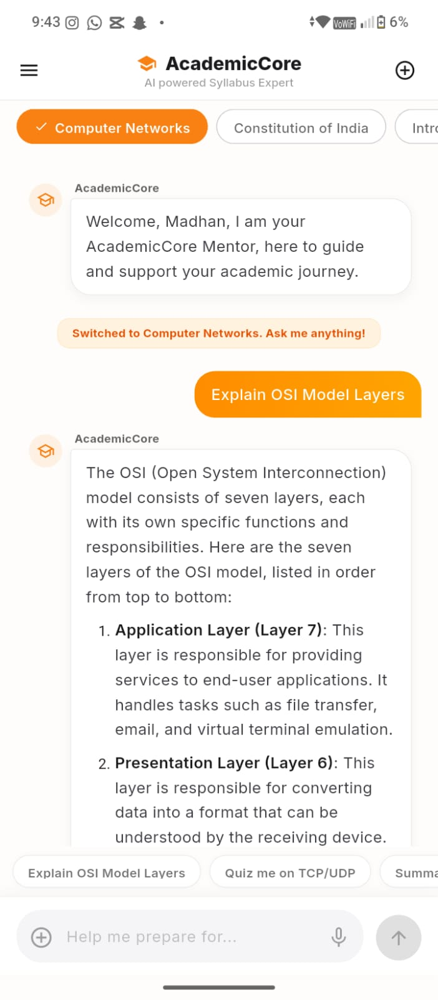 9:43
VoWiFi 6%
AcademicCore
AI powered Syllabus Expert
Computer Networks
Constitution of India
Intro
AcademicCore
Welcome, Madhan, I am your
AcademicCore Mentor, here to guide
and support your academic journey.
Switched to Computer Networks. Ask me anything!
Explain OSI Model Layers
AcademicCore
The OSI (Open System Interconnection)
model consists of seven layers, each
with its own specific functions and
responsibilities. Here are the seven
layers of the OSI model, listed in order
from top to bottom:
1. Application Layer (Layer 7): This
layer is responsible for providing
services to end-user applications. It
handles tasks such as file transfer,
email, and virtual terminal emulation.
2. Presentation Layer (Layer 6): This
layer is responsible for converting
data into a format that can be
understood by the receiving device.
Explain OSI Model Layers
Quiz me on TCP/UDP
Summa
Help me prepare for...